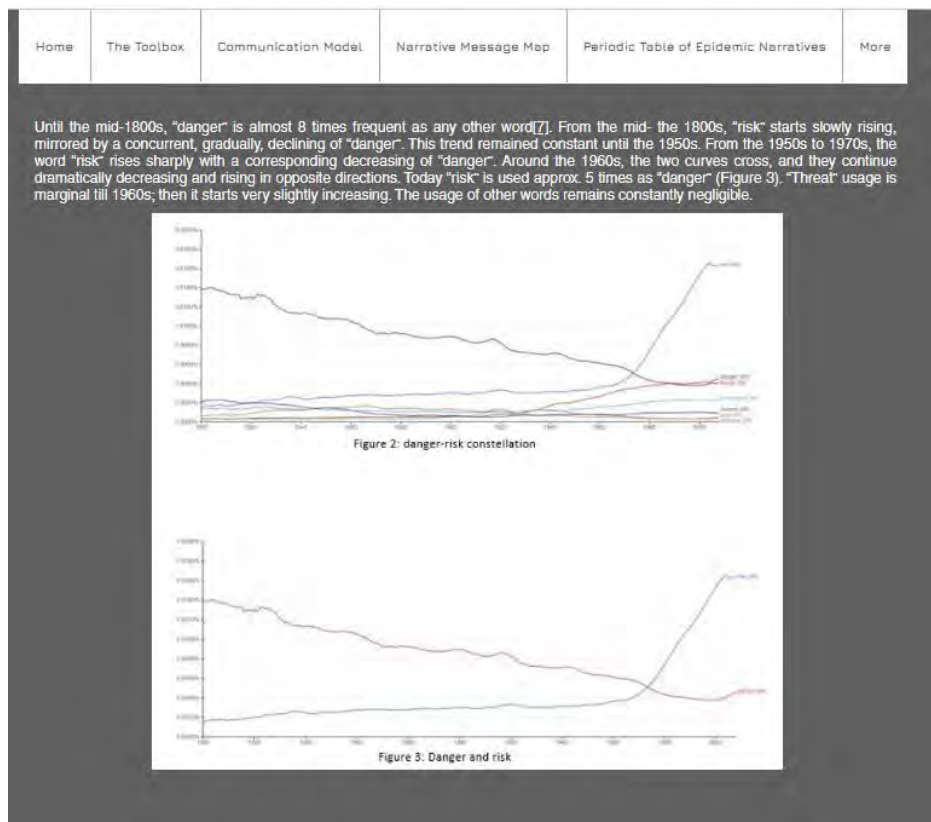 Home The Toolbox Communication Model Narrative Message Map Periodic Table of Epidemic Narratives More
Until the mid-1800s, "danger" is almost 8 times frequent as any other word[7]. From the mid- the 1800s, "risk" starts slowly rising,
mirrored by a concurrent, gradually, declining of "danger". This trend remained constant until the 1950s. From the 1950s to 1970s, the
word "risk" rises sharply with a corresponding decreasing of "danger". Around the 1960s, the two curves cross, and they continue
dramatically decreasing and rising in opposite directions. Today "risk" is used approx. 5 times as "danger" (Figure 3). "Threat" usage is
marginal till 1960s; then it starts very slightly increasing. The usage of other words remains constantly negligible.
Figure 2: danger-risk constellation
Figure 3: Danger and risk